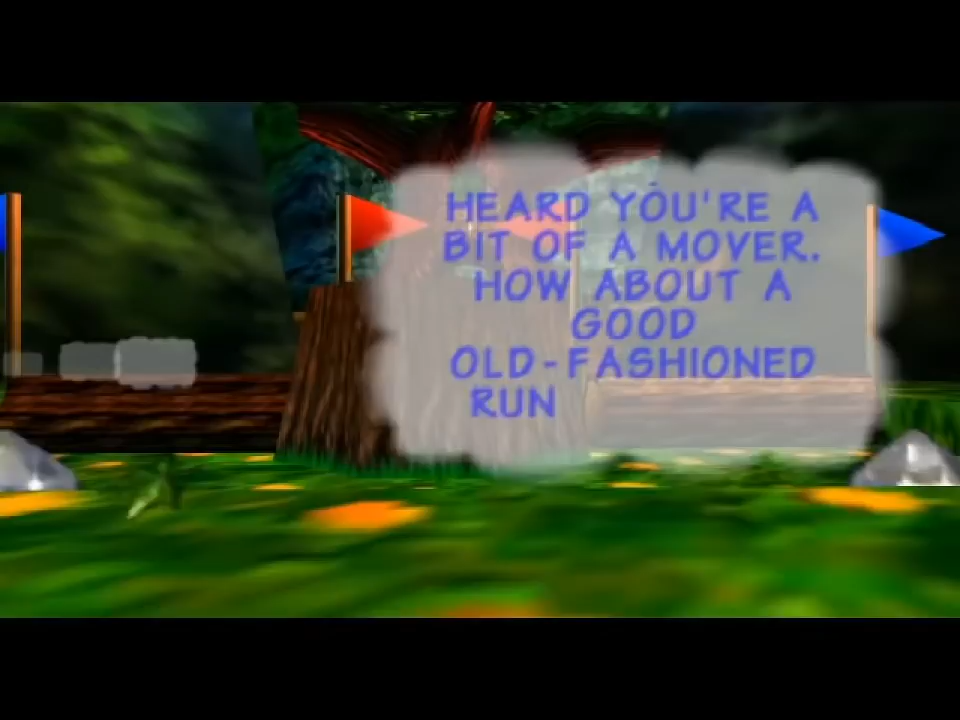 HEARD YOU'RE A
BIT OF A MOVER.
HOW ABOUT A
GOOD
OLD-FASHIONED
RUN